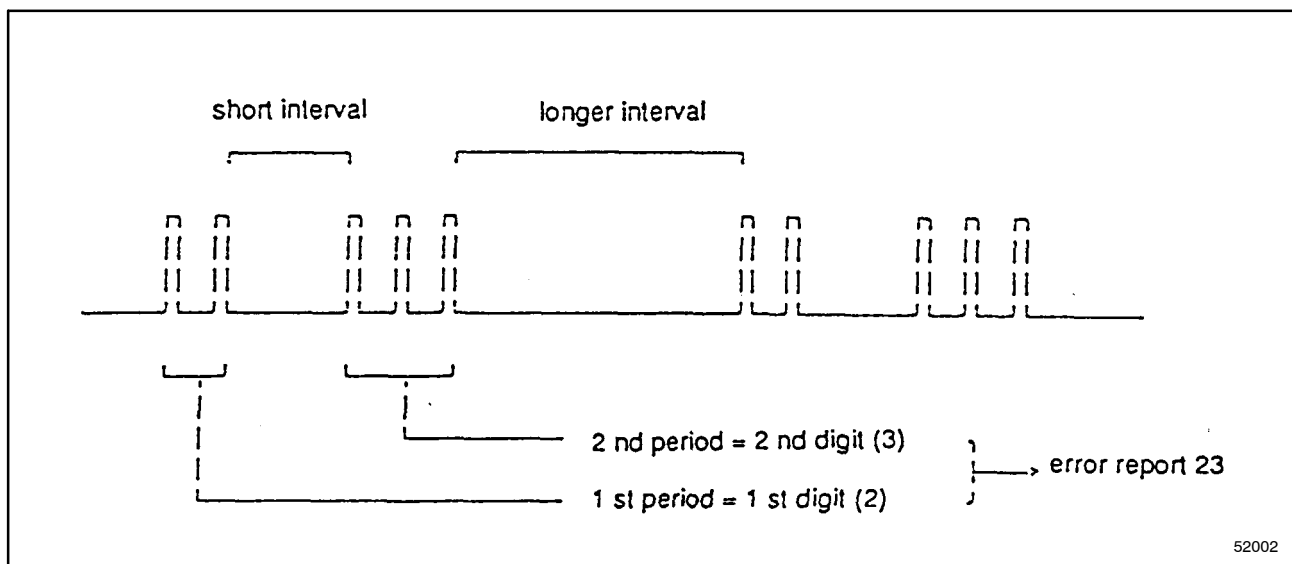 short interval
longer interval
2 nd period = 2 nd digit (3)
error report 23
1 st period = 1 st digit (2)
52002